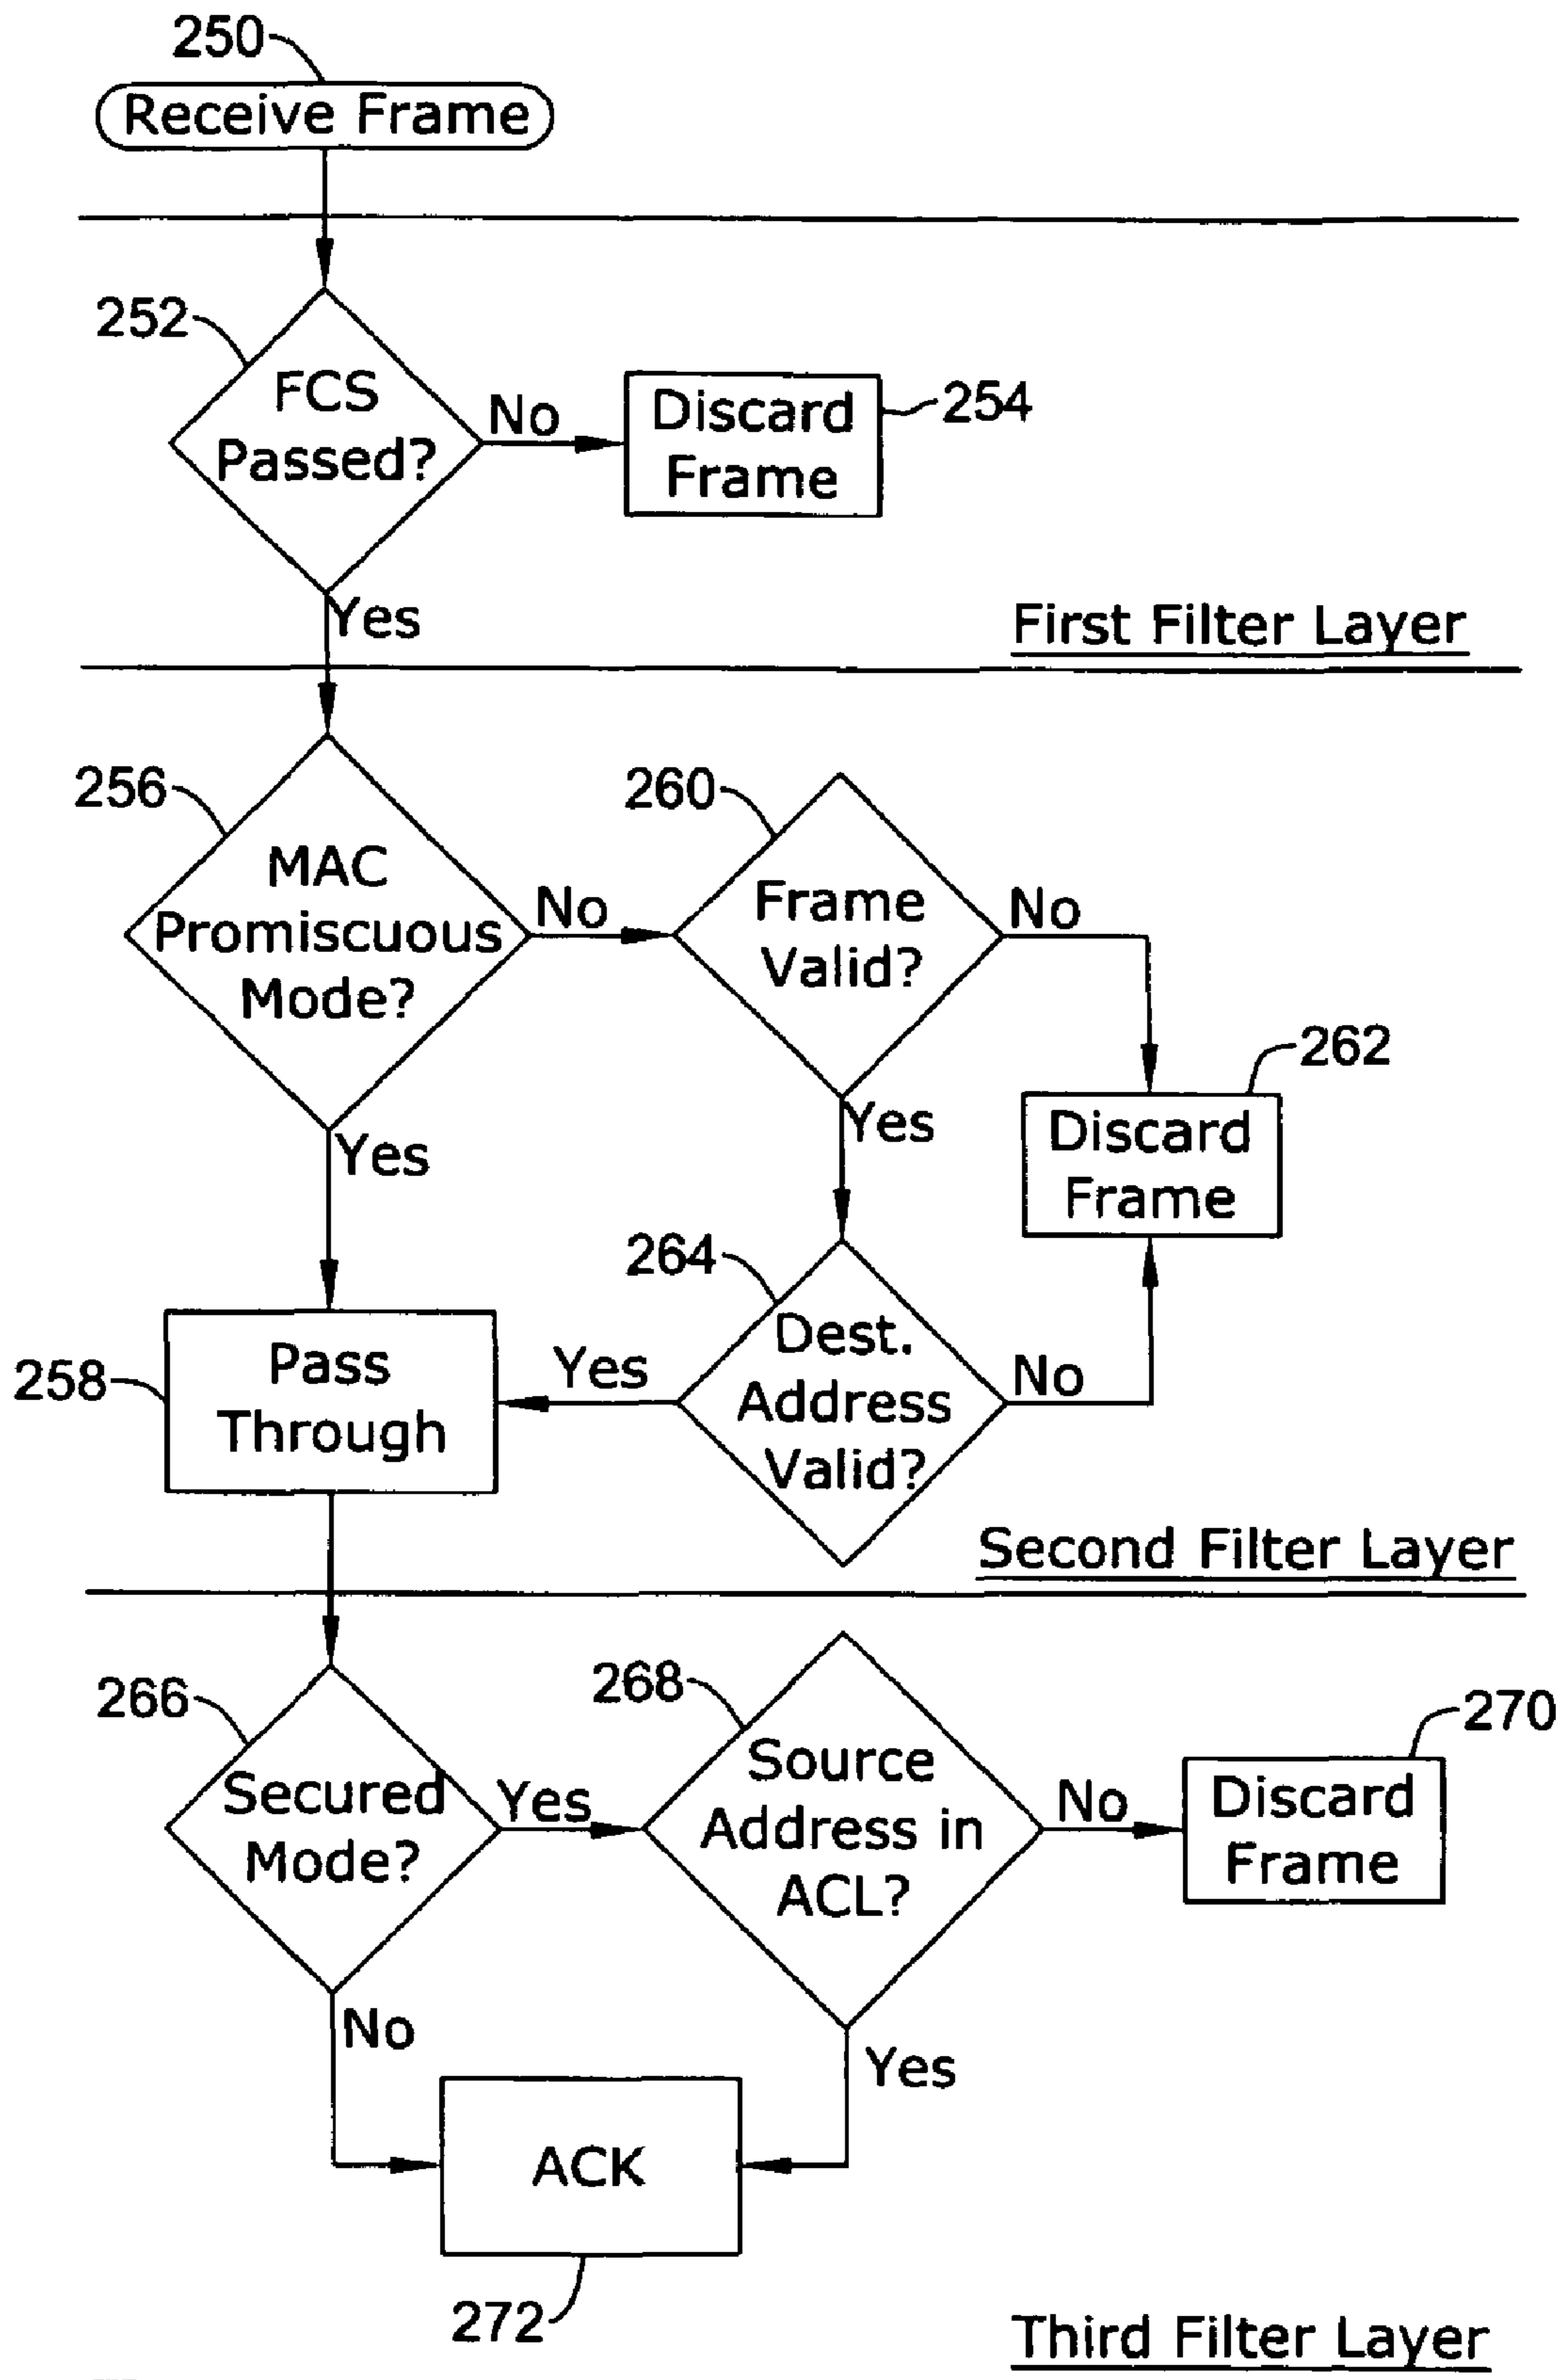 250
Receive Frame
252
FCS
Passed?
No
Discard
Frame
254
Yes
First Filter Layer
256
MAC
Promiscuous
Mode?
No
260
Frame
Valid?
No
262
Discard
Frame
Yes
Yes
264
Dest.
Address
Valid?
No
Yes
258
Pass
Through
Second Filter Layer
266
Secured
Mode?
Yes
268
Source
Address in
ACL?
No
270
Discard
Frame
No
Yes
ACK
272
Third Filter Layer